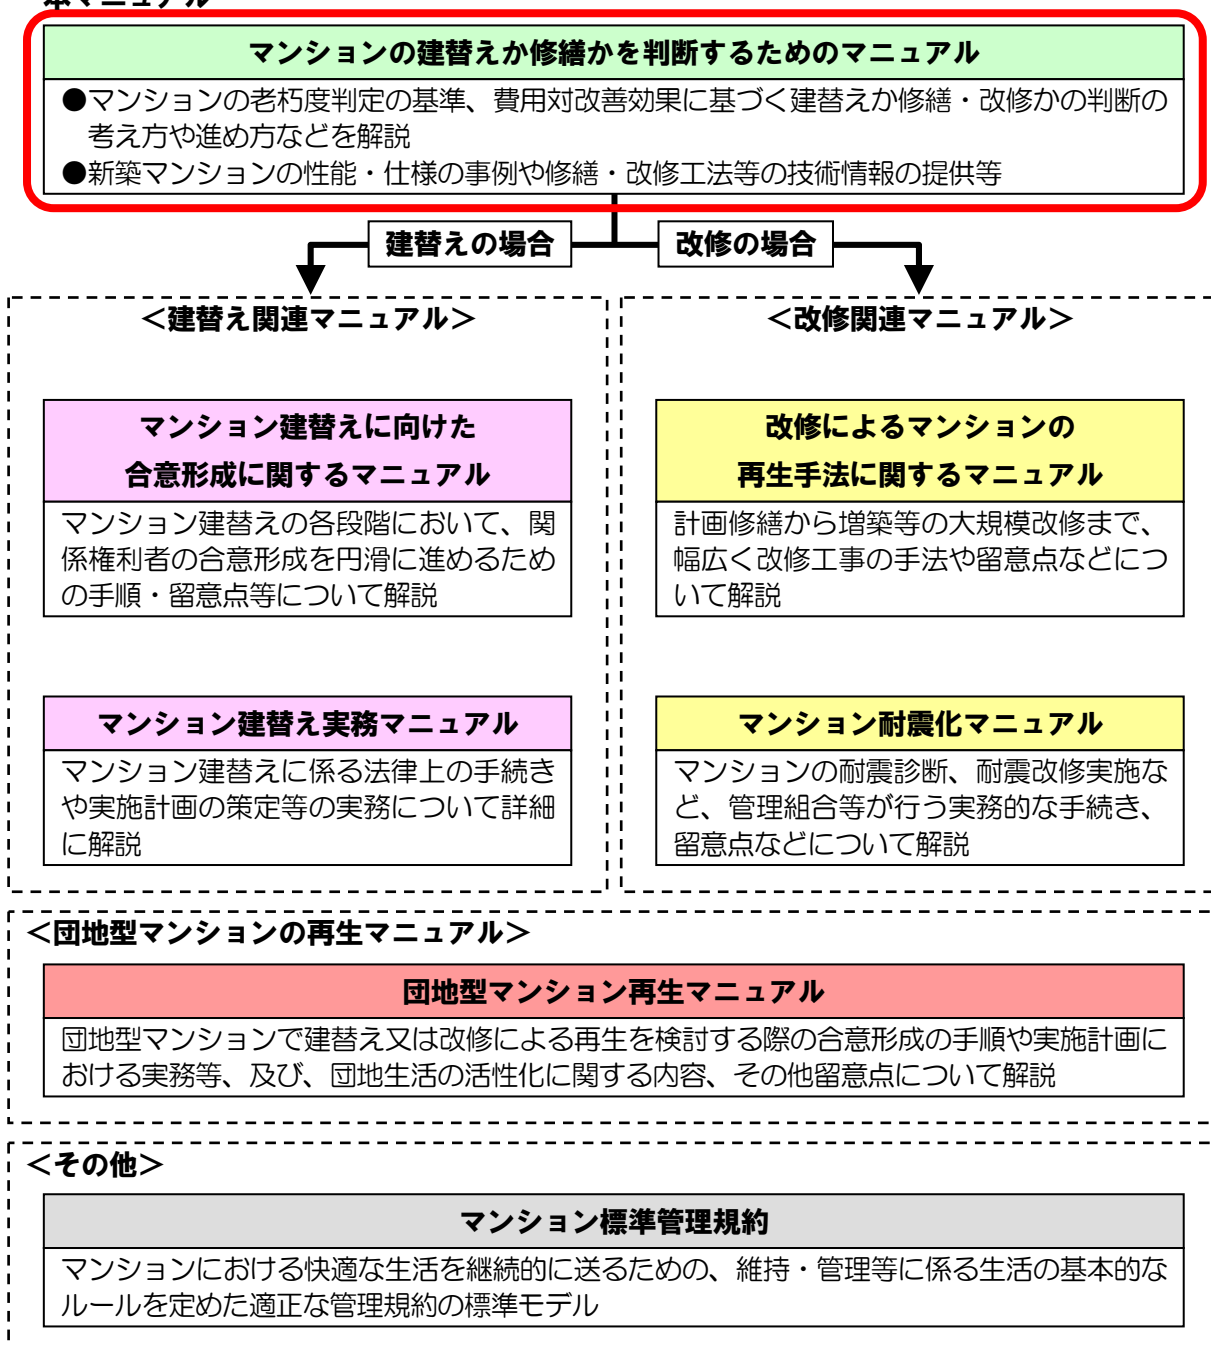 本マニュアル
マンションの建替えか修繕かを判断するためのマニュアル
●マンションの老朽度判定の基準、費用対改善効果に基づく建替えか修繕・改修かの判断の
考え方や進め方などを解説
●新築マンションの性能・仕様の事例や修繕・改修工法等の技術情報の提供等
建替えの場合
改修の場合
＜建替え関連マニュアル＞
マンション建替えに向けた
合意形成に関するマニュアル
マンション建替えの各段階において、関
係権利者の合意形成を円滑に進めるため
の手順・留意点等について解説
マンション建替え実務マニュアル
マンション建替えに係る法律上の手続き
や実施計画の策定等の実務について詳細
に解説
＜改修関連マニュアル＞
改修によるマンションの
再生手法に関するマニュアル
計画修繕から増築等の大規模改修まで、
幅広く改修工事の手法や留意点などにつ
いて解説
マンション耐震化マニュアル
マンションの耐震診断、耐震改修実施な
ど、管理組合等が行う実務的な手続き、
留意点などについて解説
＜団地型マンションの再生マニュアル＞
団地型マンション再生マニュアル
団地型マンションで建替え又は改修による再生を検討する際の合意形成の手順や実施計画に
おける実務等、及び、団地生活の活性化に関する内容、その他留意点について解説
＜その他＞
マンション標準管理規約
マンションにおける快適な生活を継続的に送るための、維持・管理等に係る生活の基本的な
ルールを定めた適正な管理規約の標準モデル